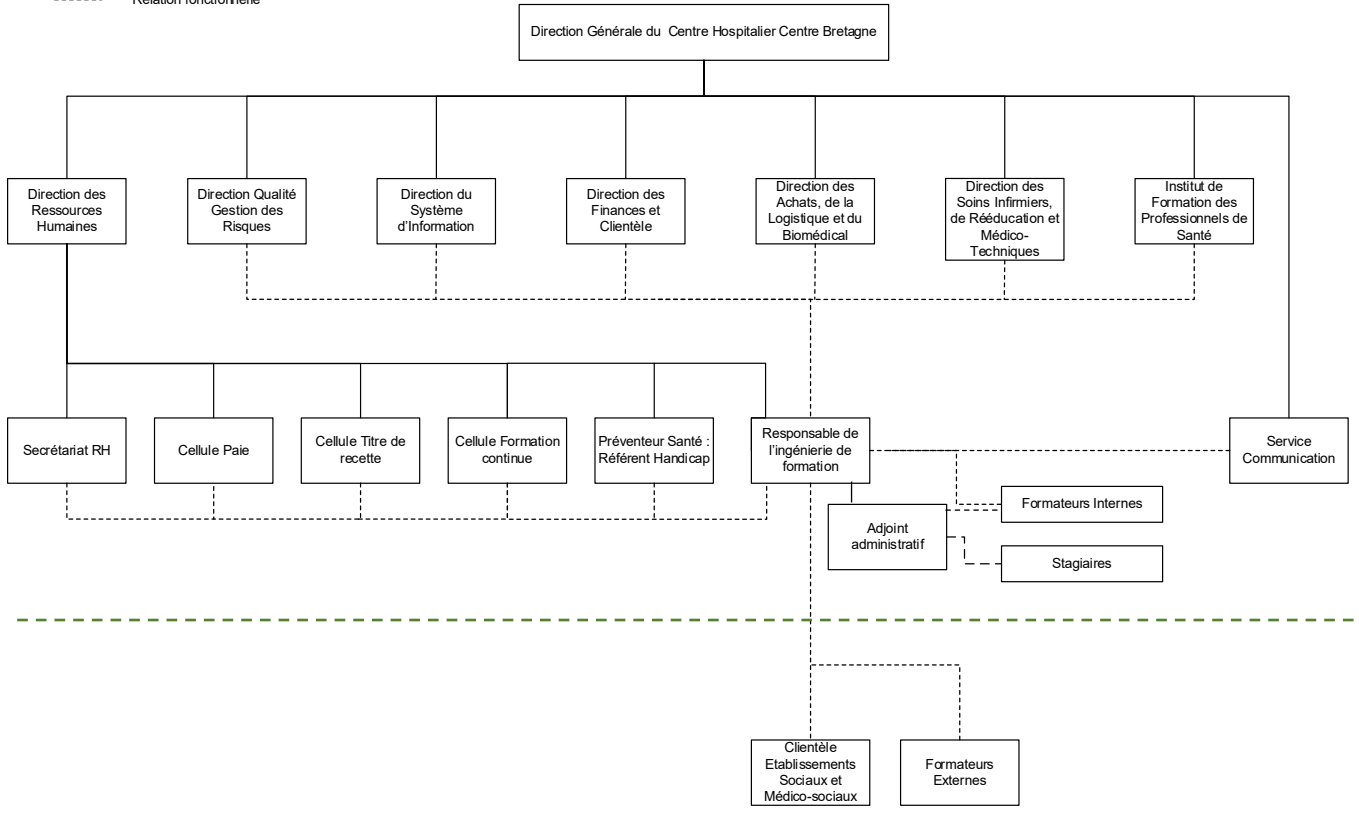 Relation fonctionnelle
Direction Générale du Centre Hospitalier Centre Bretagne
Direction des
Ressources
Humaines
Direction Qualité
Gestion des
Risques
Direction du
Système
d'Information
Direction des
Finances et
Clientèle
Direction des
Achats, de la
Logistique et du
Biomédical
Direction des
Soins Infirmiers,
de Rééducation et
Médico-
Techniques
Institut de
Formation des
Professionnels de
Santé
Secrétariat RH
Cellule Paie
Cellule Titre de
recette
Cellule Formation
continue
Préventeur Santé :
Référent Handicap
Responsable de
l'ingénierie de
formation
Service
Communication
Formateurs Internes
Adjoint
administratif
Stagiaires
Clientèle
Etablissements
Sociaux et
Médico-sociaux
Formateurs
Externes